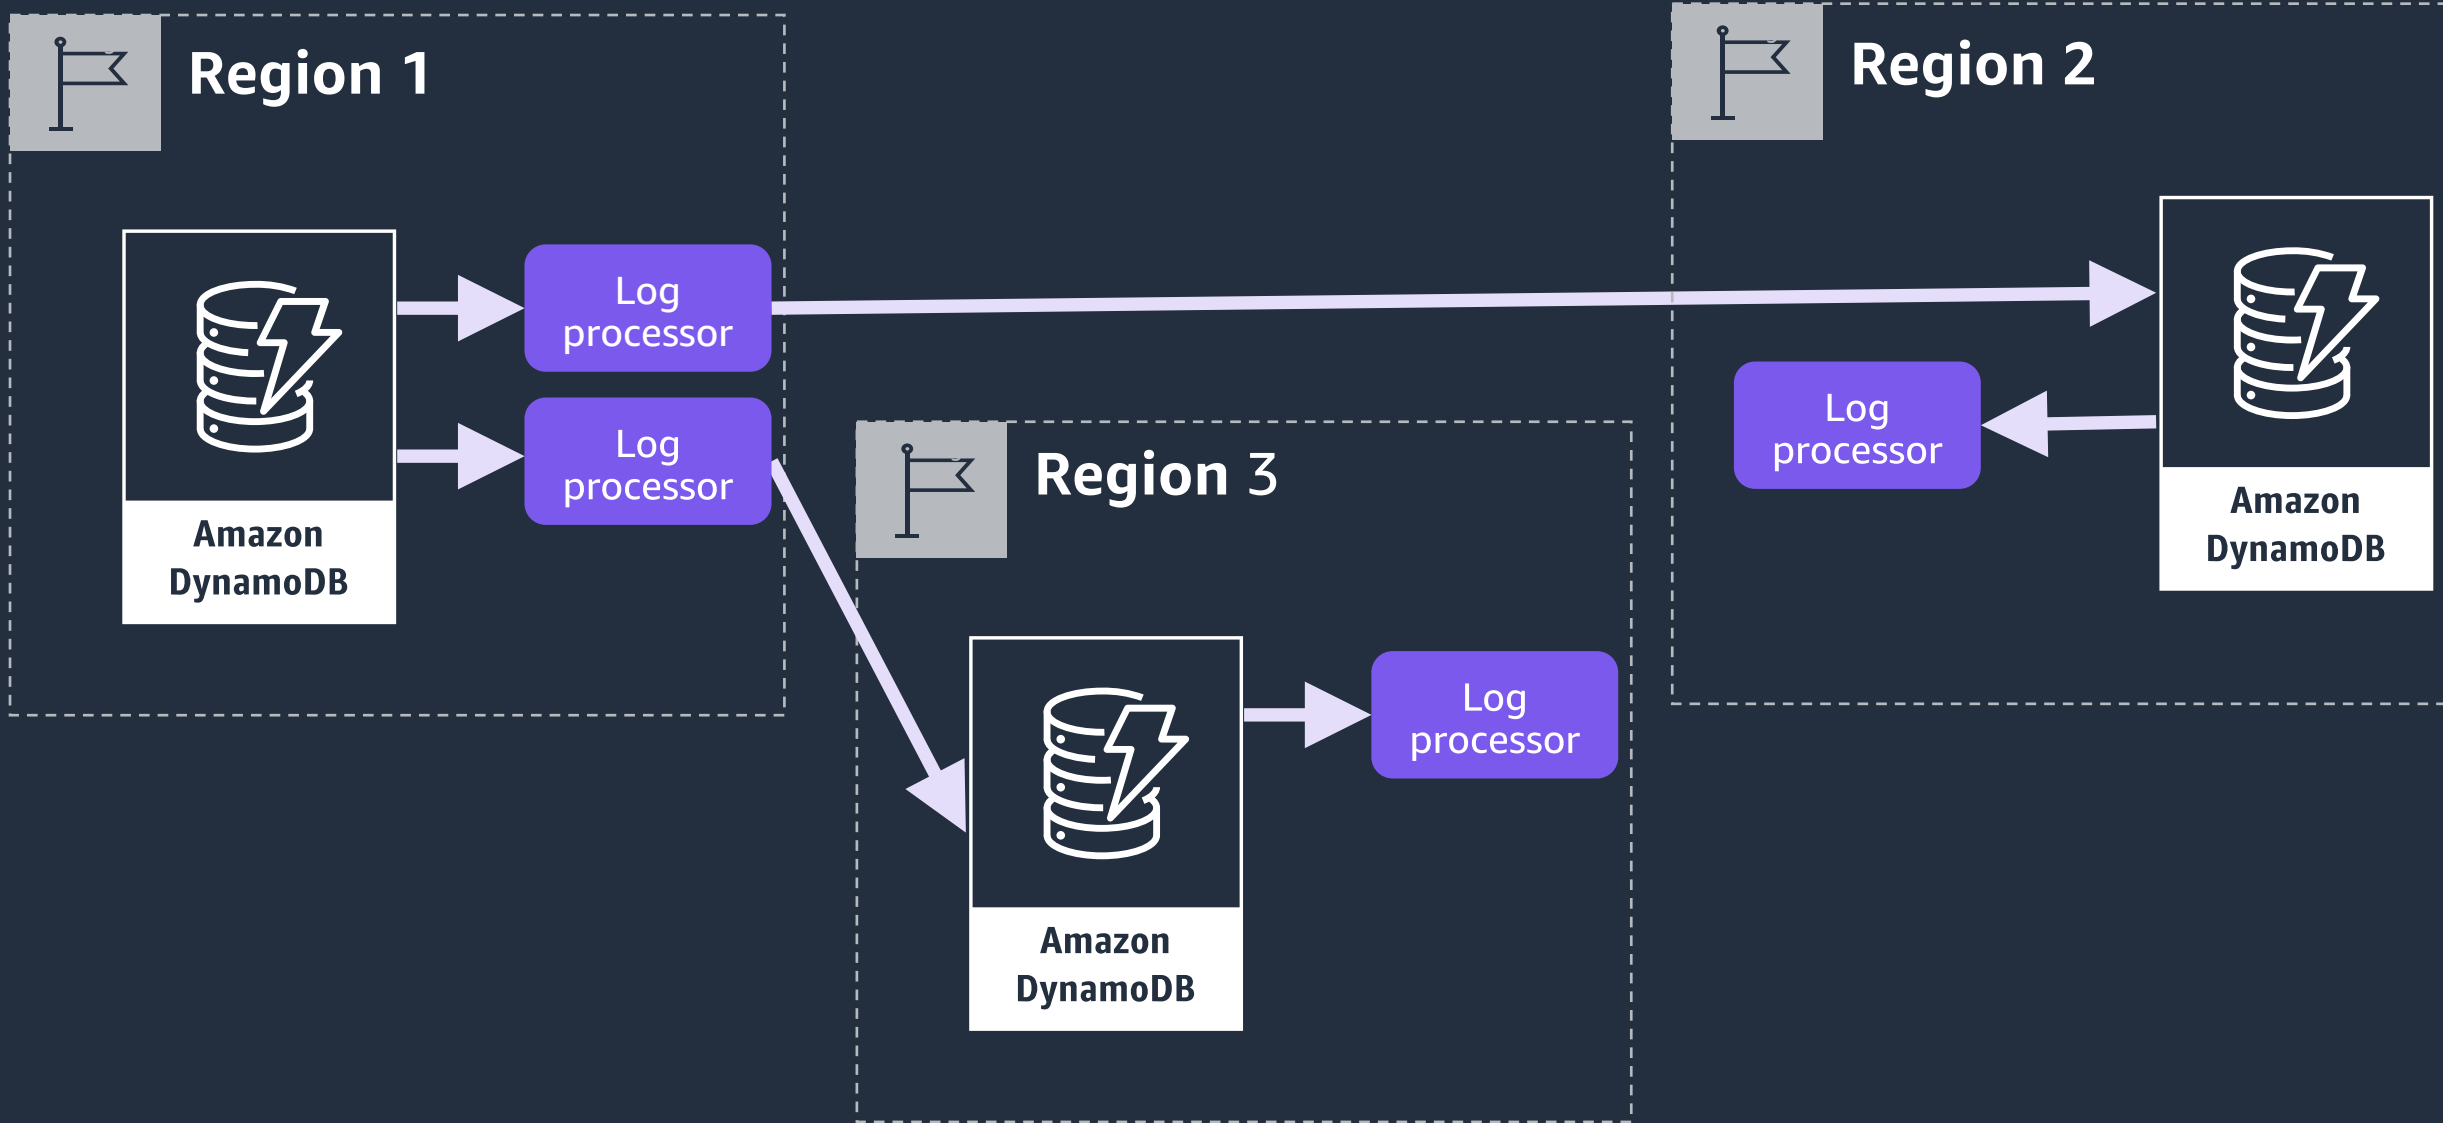 Region 1
Log
processor
Log
processor
Amazon
DynamoDB
Region 2
Log
processor
Amazon
DynamoDB
Region 3
Log
processor
Amazon
DynamoDB